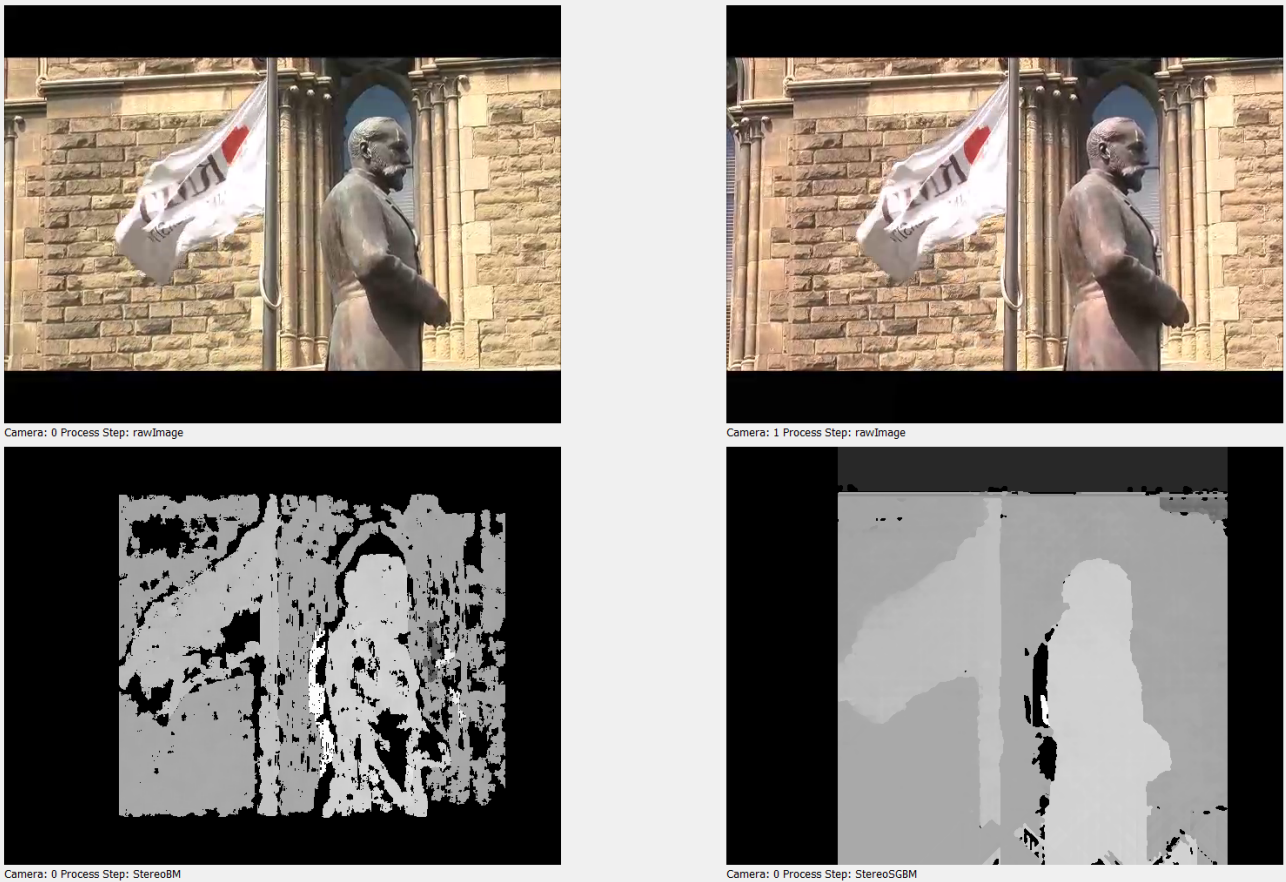 Camera: 0 Process Step: rawImage
Camera: 1 Process Step: rawImage
Camera: 0 Process Step: StereoBM
Camera: 0 Process Step: StereoSGBM